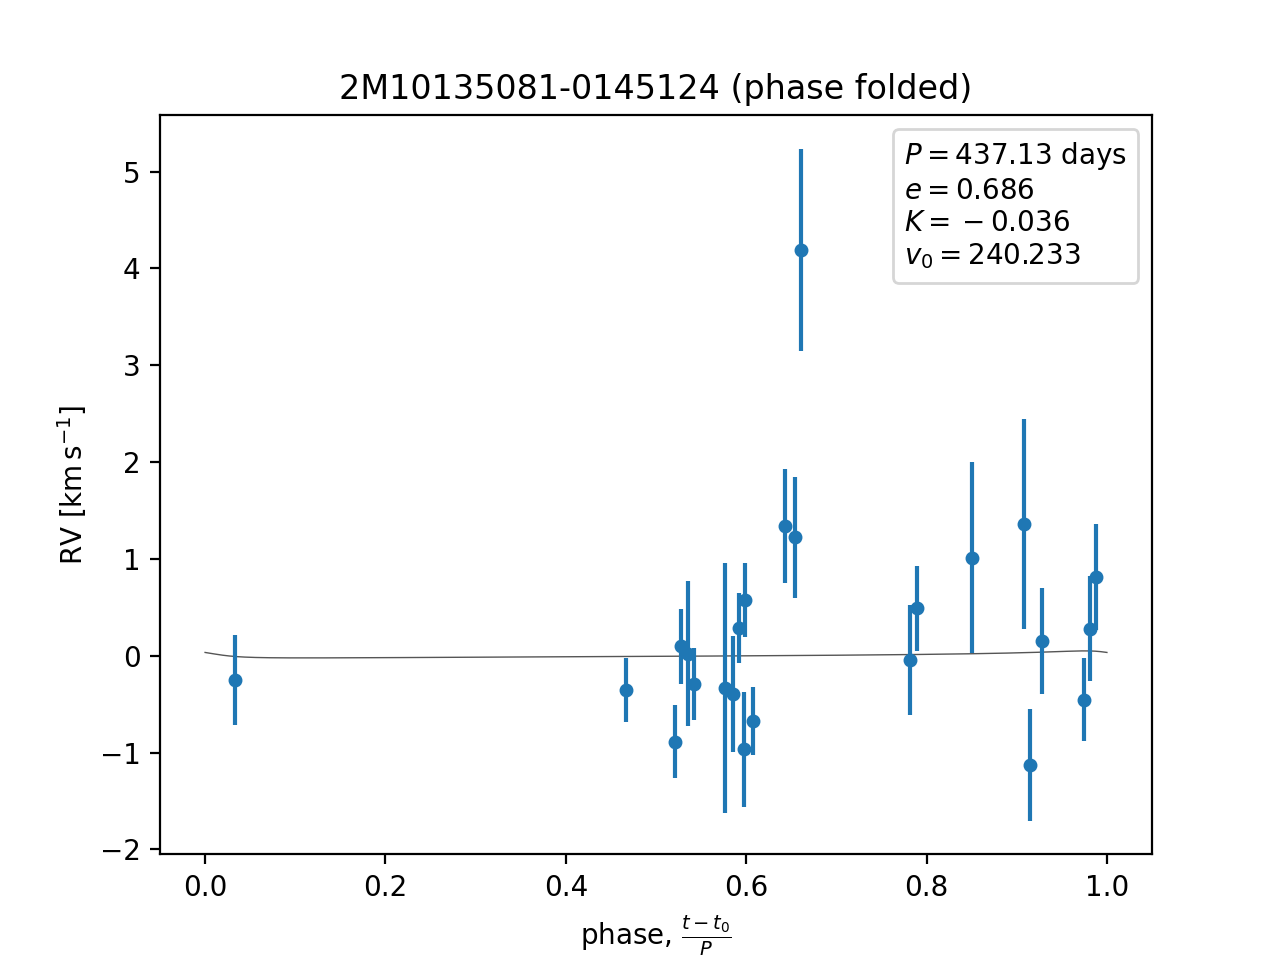 2M10135081-0145124 (phase folded)
P = 437.13 days
e = 0.686
K = −0.036
v₀ = 240.233
RV [km s⁻¹]
5
4
3
2
1
0
−1
−2
0.0 0.2 0.4 0.6 0.8 1.0
phase, (t − t₀)/P